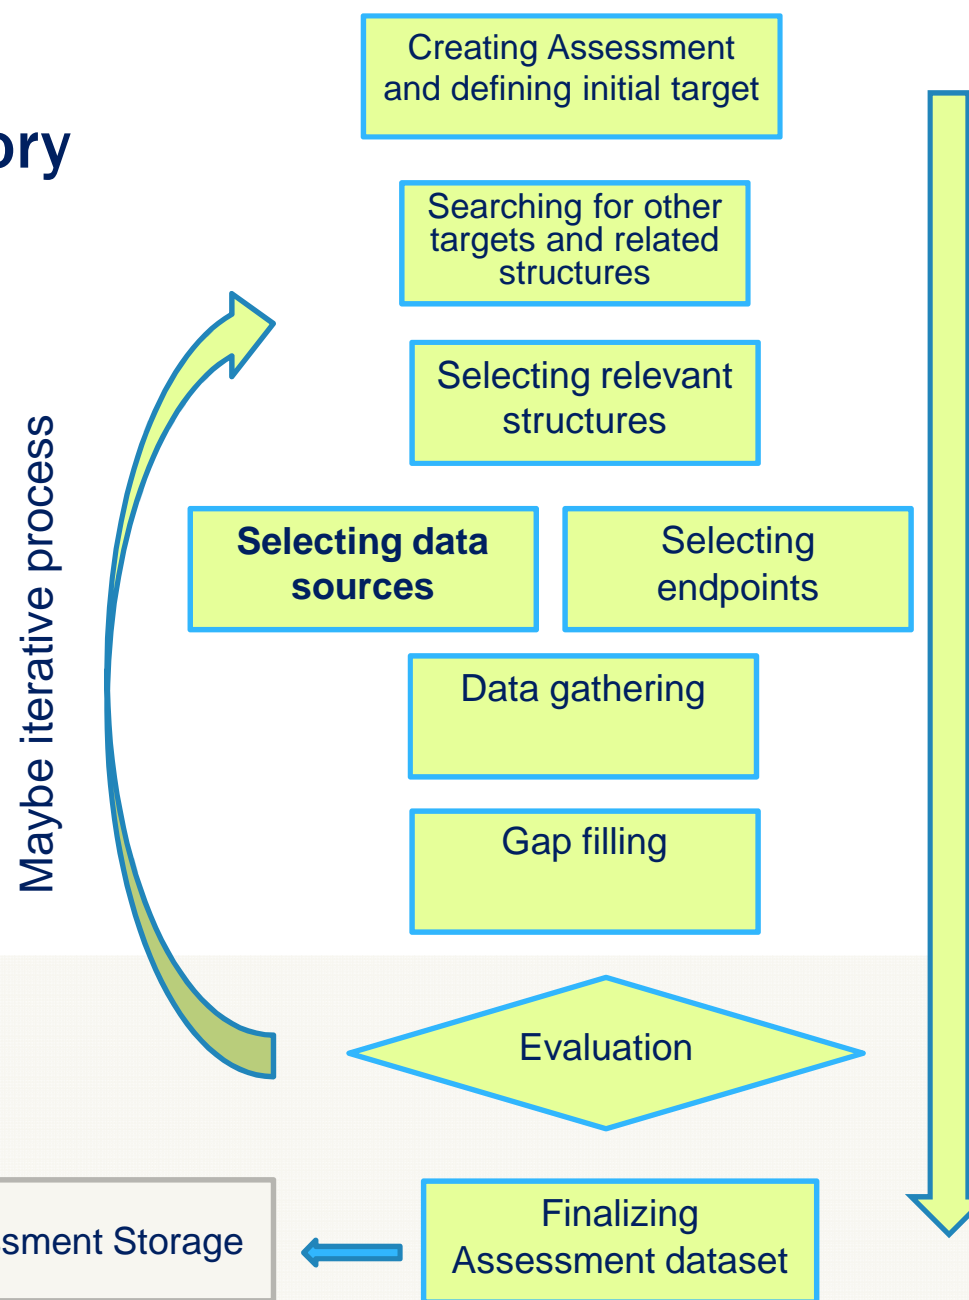 Creating Assessment
and defining initial target
ory
Searching for other
targets and related
structures
Selecting relevant
structures
Maybe iterative process
Selecting data
sources
Selecting
endpoints
Data gathering
Gap filling
Evaluation
Finalizing
Assessment dataset
ssment Storage